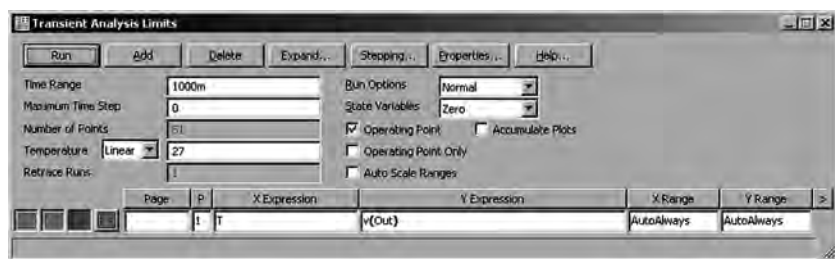 Transient Analysis Limits
Run Add Delete Expand... Stepping... Properties... Help...
Time Range 1000m Run Options Normal
Maximum Time Step 0 State Variables Zero
Number of Points 51 Operating Point Accumulate Plots
Temperature Linear 27 Operating Point Only
Retrace Runs 1 Auto Scale Ranges
Page P X Expression Y Expression X Range Y Range >
1 T v(Out) AutoAlways AutoAlways